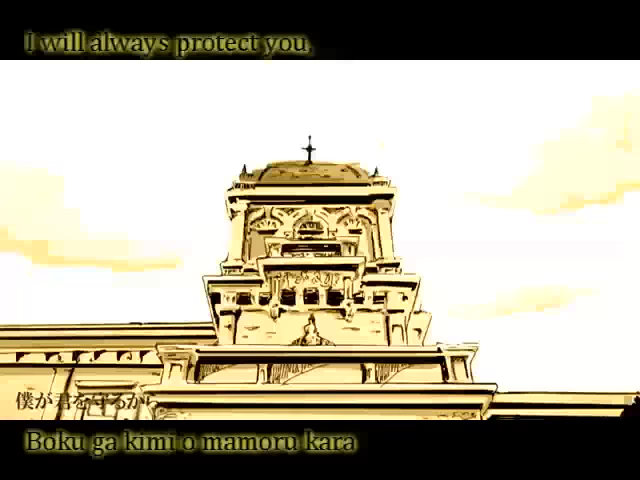 I will always protect you,
僕が君を守るから
Boku ga kimi o mamoru kara